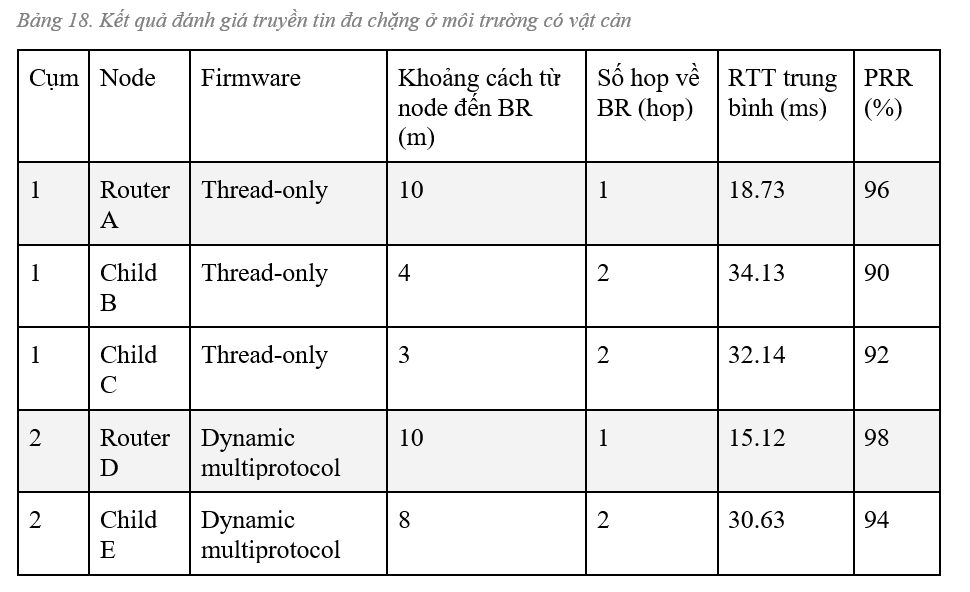 Bảng 18. Kết quả đánh giá truyền tin đa chặng ở môi trường có vật cản
Cụm Node Firmware Khoảng cách từ node đến BR (m) Số hop về BR (hop) RTT trung bình (ms) PRR (%)
1 Router A Thread-only 10 1 18.73 96
1 Child B Thread-only 4 2 34.13 90
1 Child C Thread-only 3 2 32.14 92
2 Router D Dynamic multiprotocol 10 1 15.12 98
2 Child E Dynamic multiprotocol 8 2 30.63 94